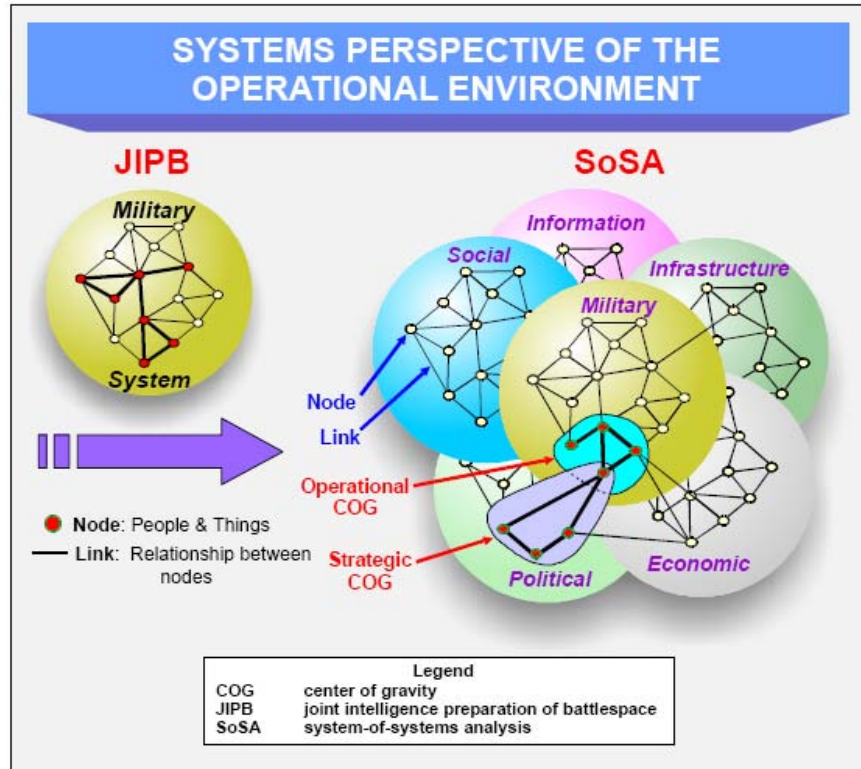 SYSTEMS PERSPECTIVE OF THE
OPERATIONAL ENVIRONMENT
JIPB
SoSA
Military
System
Information
Social
Infrastructure
Military
Node
Link
Operational
COG
Strategic
COG
Political
Economic
Node: People & Things
Link: Relationship between
nodes
Legend
COG center of gravity
JIPB joint intelligence preparation of battlespace
SoSA system-of-systems analysis